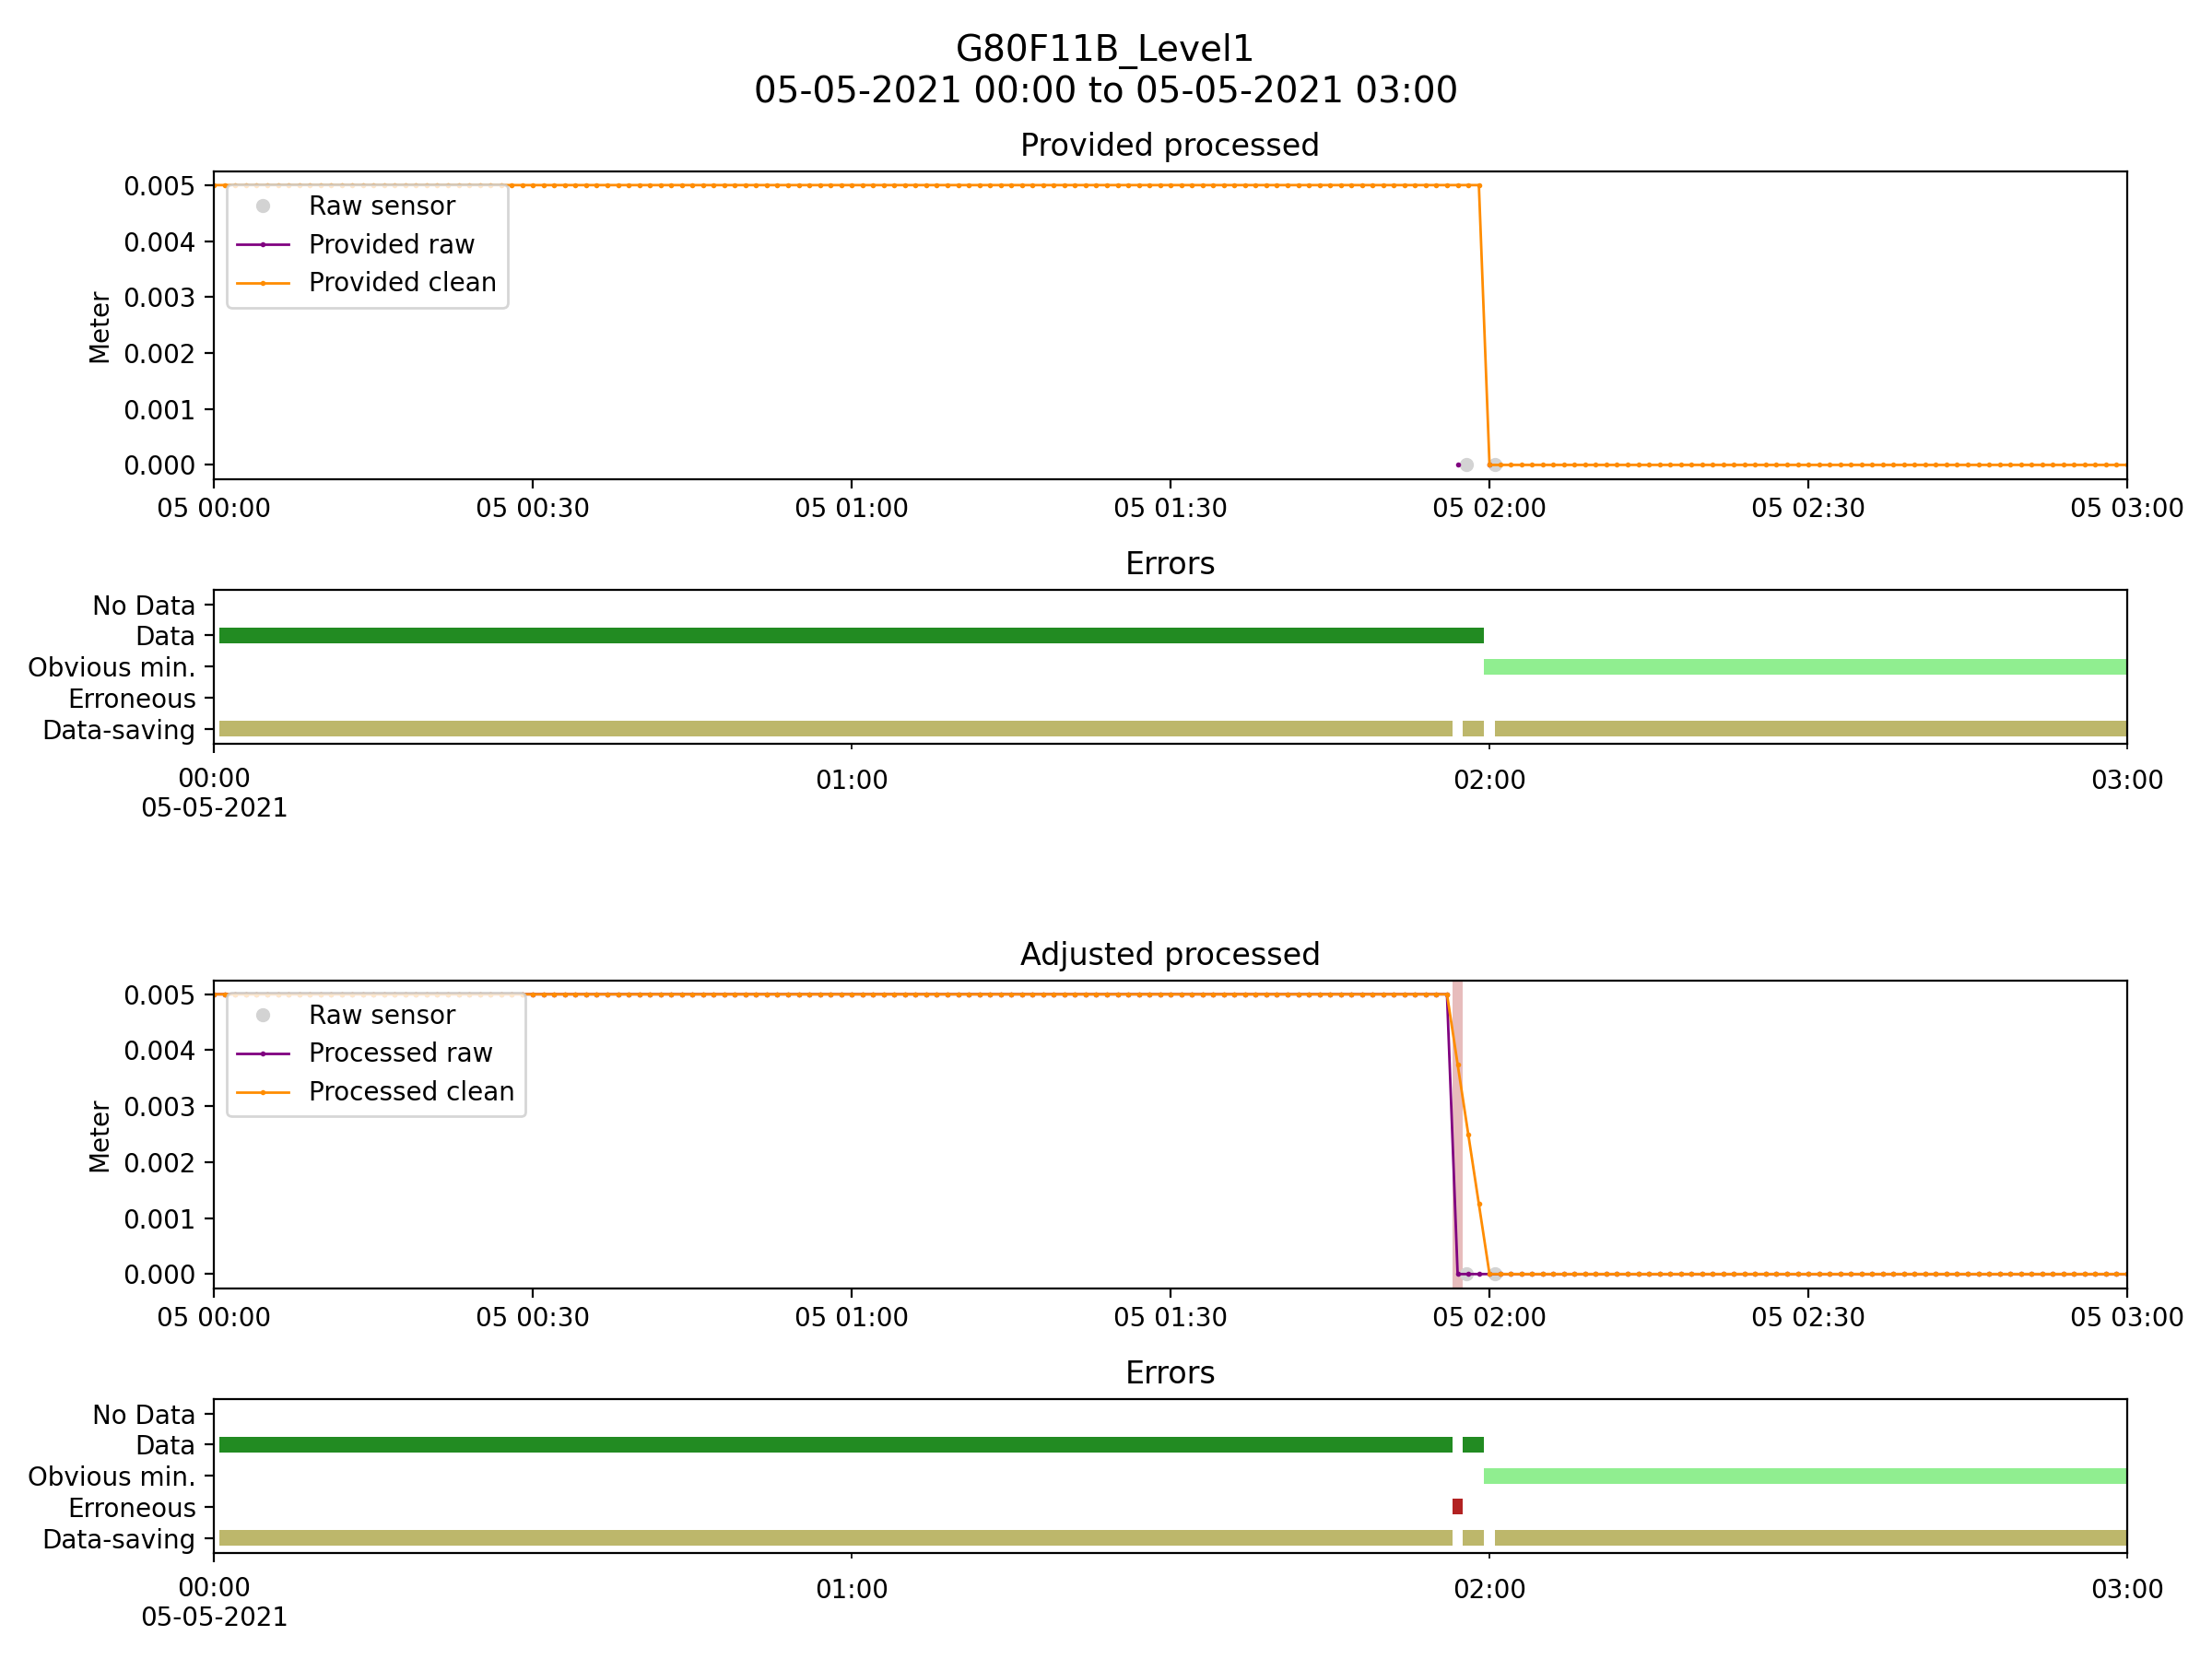 G80F11B_Level1
05-05-2021 00:00 to 05-05-2021 03:00
Provided processed
Meter
0.005
0.004
0.003
0.002
0.001
0.000
Raw sensor
Provided raw
Provided clean
05 00:00 05 00:30 05 01:00 05 01:30 05 02:00 05 02:30 05 03:00
Errors
No Data
Data
Obvious min.
Erroneous
Data-saving
00:00 01:00 02:00 03:00
05-05-2021
Adjusted processed
Meter
0.005
0.004
0.003
0.002
0.001
0.000
Raw sensor
Processed raw
Processed clean
05 00:00 05 00:30 05 01:00 05 01:30 05 02:00 05 02:30 05 03:00
Errors
No Data
Data
Obvious min.
Erroneous
Data-saving
00:00 01:00 02:00 03:00
05-05-2021